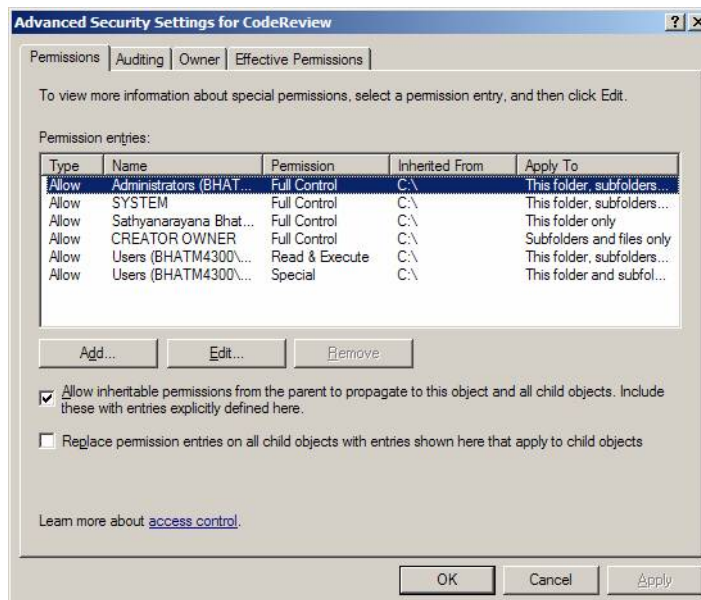 Advanced Security Settings for CodeReview
Permissions Auditing Owner Effective Permissions
To view more information about special permissions, select a permission entry, and then click Edit.
Permission entries:
Type Name Permission Inherited From Apply To
Allow Administrators (BHAT... Full Control C:\ This folder, subfolders...
Allow SYSTEM Full Control C:\ This folder, subfolders...
Allow Sathyanarayana Bhat... Full Control C:\ This folder only
Allow CREATOR OWNER Full Control C:\ Subfolders and files only
Allow Users (BHATM4300\... Read & Execute C:\ This folder, subfolders...
Allow Users (BHATM4300\... Special C:\ This folder and subfol...
Add... Edit... Remove
Allow inheritable permissions from the parent to propagate to this object and all child objects. Include
these with entries explicitly defined here.
Replace permission entries on all child objects with entries shown here that apply to child objects
Learn more about access control.
OK Cancel Apply